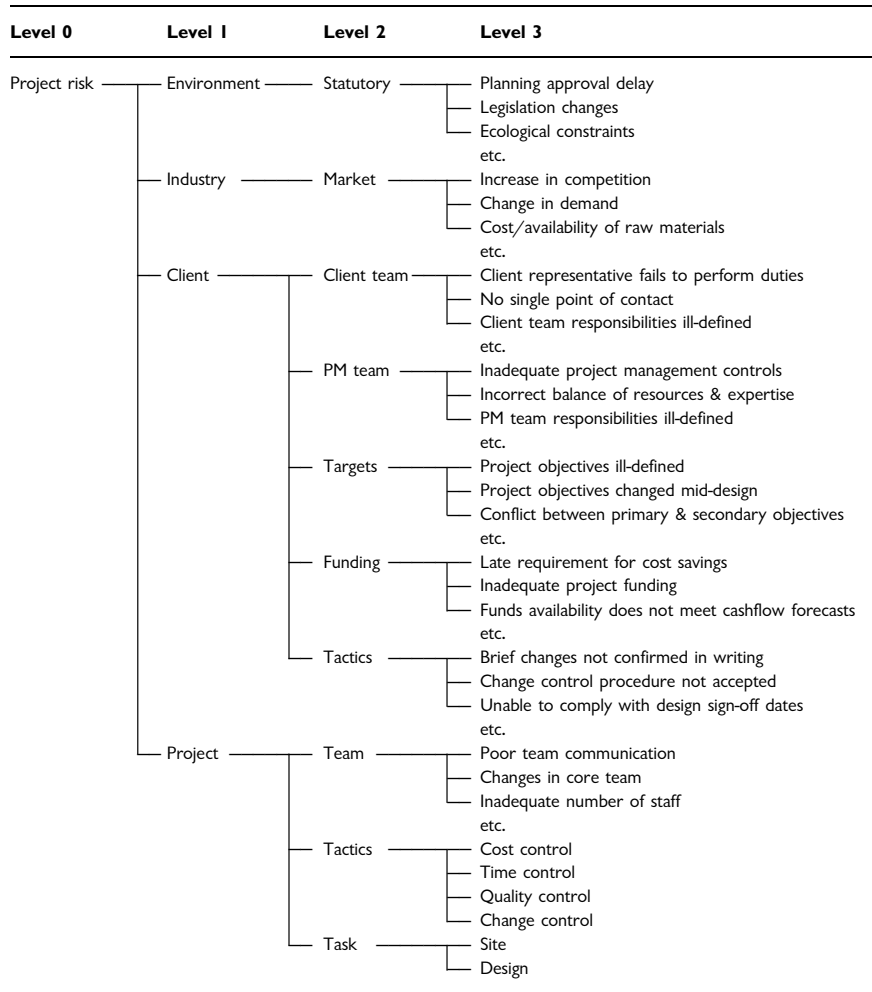 Level 0 Level 1 Level 2 Level 3
Project risk Environment Statutory Planning approval delay
Legislation changes
Ecological constraints
etc.
Industry Market Increase in competition
Change in demand
Cost/availability of raw materials
etc.
Client Client team Client representative fails to perform duties
No single point of contact
Client team responsibilities ill-defined
etc.
PM team Inadequate project management controls
Incorrect balance of resources & expertise
PM team responsibilities ill-defined
etc.
Targets Project objectives ill-defined
Project objectives changed mid-design
Conflict between primary & secondary objectives
etc.
Funding Late requirement for cost savings
Inadequate project funding
Funds availability does not meet cashflow forecasts
etc.
Tactics Brief changes not confirmed in writing
Change control procedure not accepted
Unable to comply with design sign-off dates
etc.
Project Team Poor team communication
Changes in core team
Inadequate number of staff
etc.
Tactics Cost control
Time control
Quality control
Change control
Task Site
Design